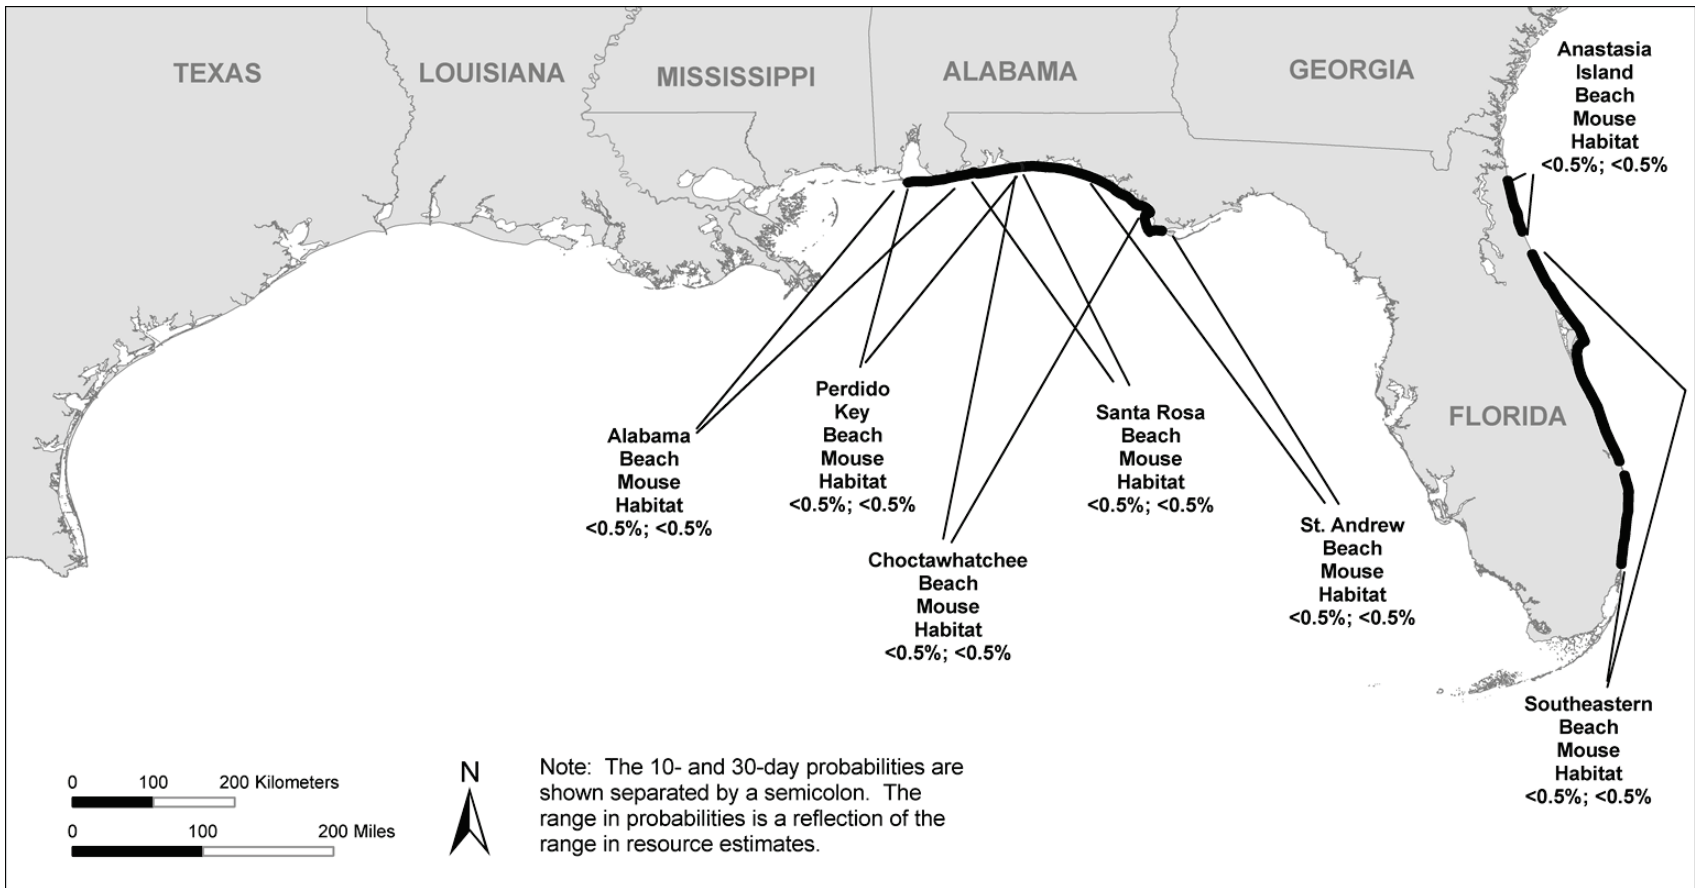 TEXAS
LOUISIANA
MISSISSIPPI
ALABAMA
GEORGIA
FLORIDA
Anastasia
Island
Beach
Mouse
Habitat
<0.5%; <0.5%
Alabama
Beach
Mouse
Habitat
<0.5%; <0.5%
Perdido
Key
Beach
Mouse
Habitat
<0.5%; <0.5%
Choctawhatchee
Beach
Mouse
Habitat
<0.5%; <0.5%
Santa Rosa
Beach
Mouse
Habitat
<0.5%; <0.5%
St. Andrew
Beach
Mouse
Habitat
<0.5%; <0.5%
Southeastern
Beach
Mouse
Habitat
<0.5%; <0.5%
0 100 200 Kilometers
0 100 200 Miles
N
Note: The 10- and 30-day probabilities are
shown separated by a semicolon. The
range in probabilities is a reflection of the
range in resource estimates.